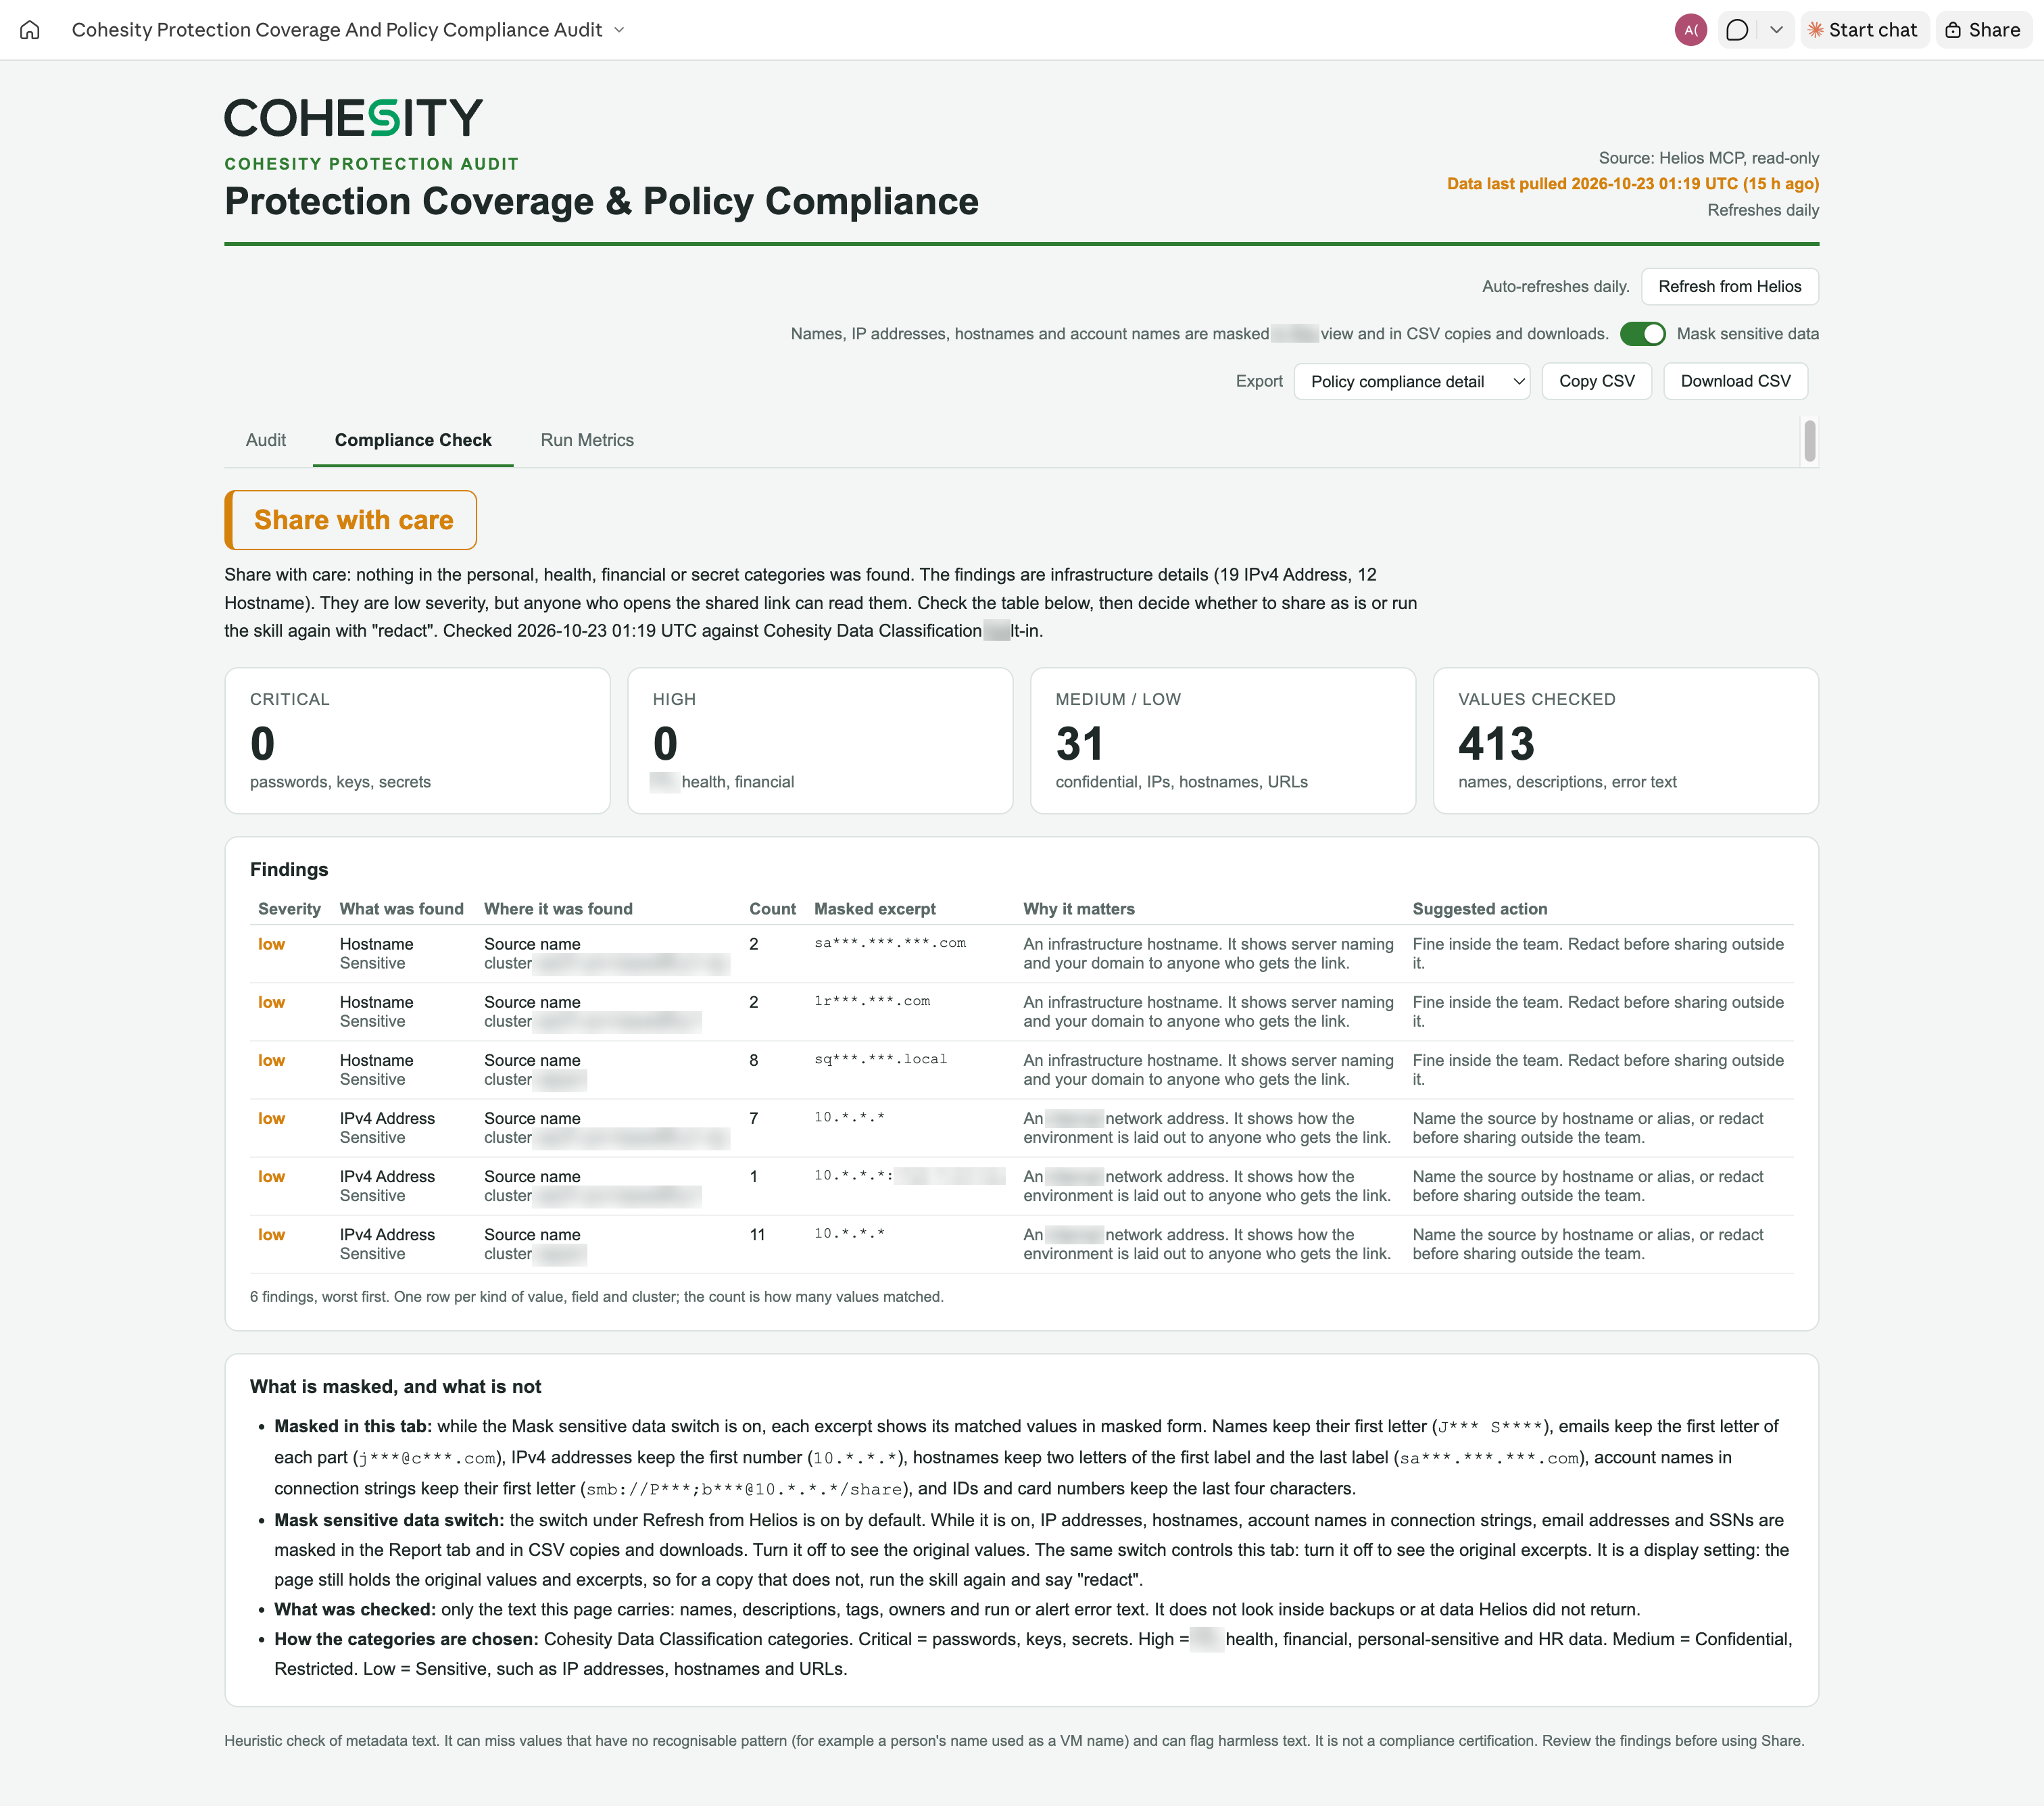 Cohesity Protection Coverage And Policy Compliance Audit
A(
Start chat
Share
COHESITY
COHESITY PROTECTION AUDIT
Protection Coverage & Policy Compliance
Source: Helios MCP, read-only
Data last pulled 2026-10-23 01:19 UTC (15 h ago)
Refreshes daily
Auto-refreshes daily.
Refresh from Helios
Names, IP addresses, hostnames and account names are masked view and in CSV copies and downloads.
Mask sensitive data
Export
Policy compliance detail
Copy CSV
Download CSV
Audit
Compliance Check
Run Metrics
Share with care
Share with care: nothing in the personal, health, financial or secret categories was found. The findings are infrastructure details (19 IPv4 Address, 12
Hostname). They are low severity, but anyone who opens the shared link can read them. Check the table below, then decide whether to share as is or run
the skill again with "redact". Checked 2026-10-23 01:19 UTC against Cohesity Data Classification lt-in.
CRITICAL
0
passwords, keys, secrets
HIGH
0
health, financial
MEDIUM / LOW
31
confidential, IPs, hostnames, URLs
VALUES CHECKED
413
names, descriptions, error text
Findings
Severity What was found Where it was found Count Masked excerpt Why it matters Suggested action
low Hostname Source name 2 sa***.***.***.com An infrastructure hostname. It shows server naming Fine inside the team. Redact before sharing outside
Sensitive cluster and your domain to anyone who gets the link. it.
low Hostname Source name 2 lr***.***.com An infrastructure hostname. It shows server naming Fine inside the team. Redact before sharing outside
Sensitive cluster and your domain to anyone who gets the link. it.
low Hostname Source name 8 sq***.***.local An infrastructure hostname. It shows server naming Fine inside the team. Redact before sharing outside
Sensitive cluster and your domain to anyone who gets the link. it.
low IPv4 Address Source name 7 10.*.*.* An network address. It shows how the Name the source by hostname or alias, or redact
Sensitive cluster environment is laid out to anyone who gets the link. before sharing outside the team.
low IPv4 Address Source name 1 10.*.*.*: An network address. It shows how the Name the source by hostname or alias, or redact
Sensitive cluster environment is laid out to anyone who gets the link. before sharing outside the team.
low IPv4 Address Source name 11 10.*.*.* An network address. It shows how the Name the source by hostname or alias, or redact
Sensitive cluster environment is laid out to anyone who gets the link. before sharing outside the team.
6 findings, worst first. One row per kind of value, field and cluster; the count is how many values matched.
What is masked, and what is not
• Masked in this tab: while the Mask sensitive data switch is on, each excerpt shows its matched values in masked form. Names keep their first letter (J*** S****), emails keep the first letter of
each part (j***@c***.com), IPv4 addresses keep the first number (10.*.*.*), hostnames keep two letters of the first label and the last label (sa***.***.***.com), account names in
connection strings keep their first letter (smb://P***;b***@10.*.*.*/share), and IDs and card numbers keep the last four characters.
• Mask sensitive data switch: the switch under Refresh from Helios is on by default. While it is on, IP addresses, hostnames, account names in connection strings, email addresses and SSNs are
masked in the Report tab and in CSV copies and downloads. Turn it off to see the original values. The same switch controls this tab: turn it off to see the original excerpts. It is a display setting: the
page still holds the original values and excerpts, so for a copy that does not, run the skill again and say "redact".
• What was checked: only the text this page carries: names, descriptions, tags, owners and run or alert error text. It does not look inside backups or at data Helios did not return.
• How the categories are chosen: Cohesity Data Classification categories. Critical = passwords, keys, secrets. High = health, financial, personal-sensitive and HR data. Medium = Confidential,
Restricted. Low = Sensitive, such as IP addresses, hostnames and URLs.
Heuristic check of metadata text. It can miss values that have no recognisable pattern (for example a person's name used as a VM name) and can flag harmless text. It is not a compliance certification. Review the findings before using Share.